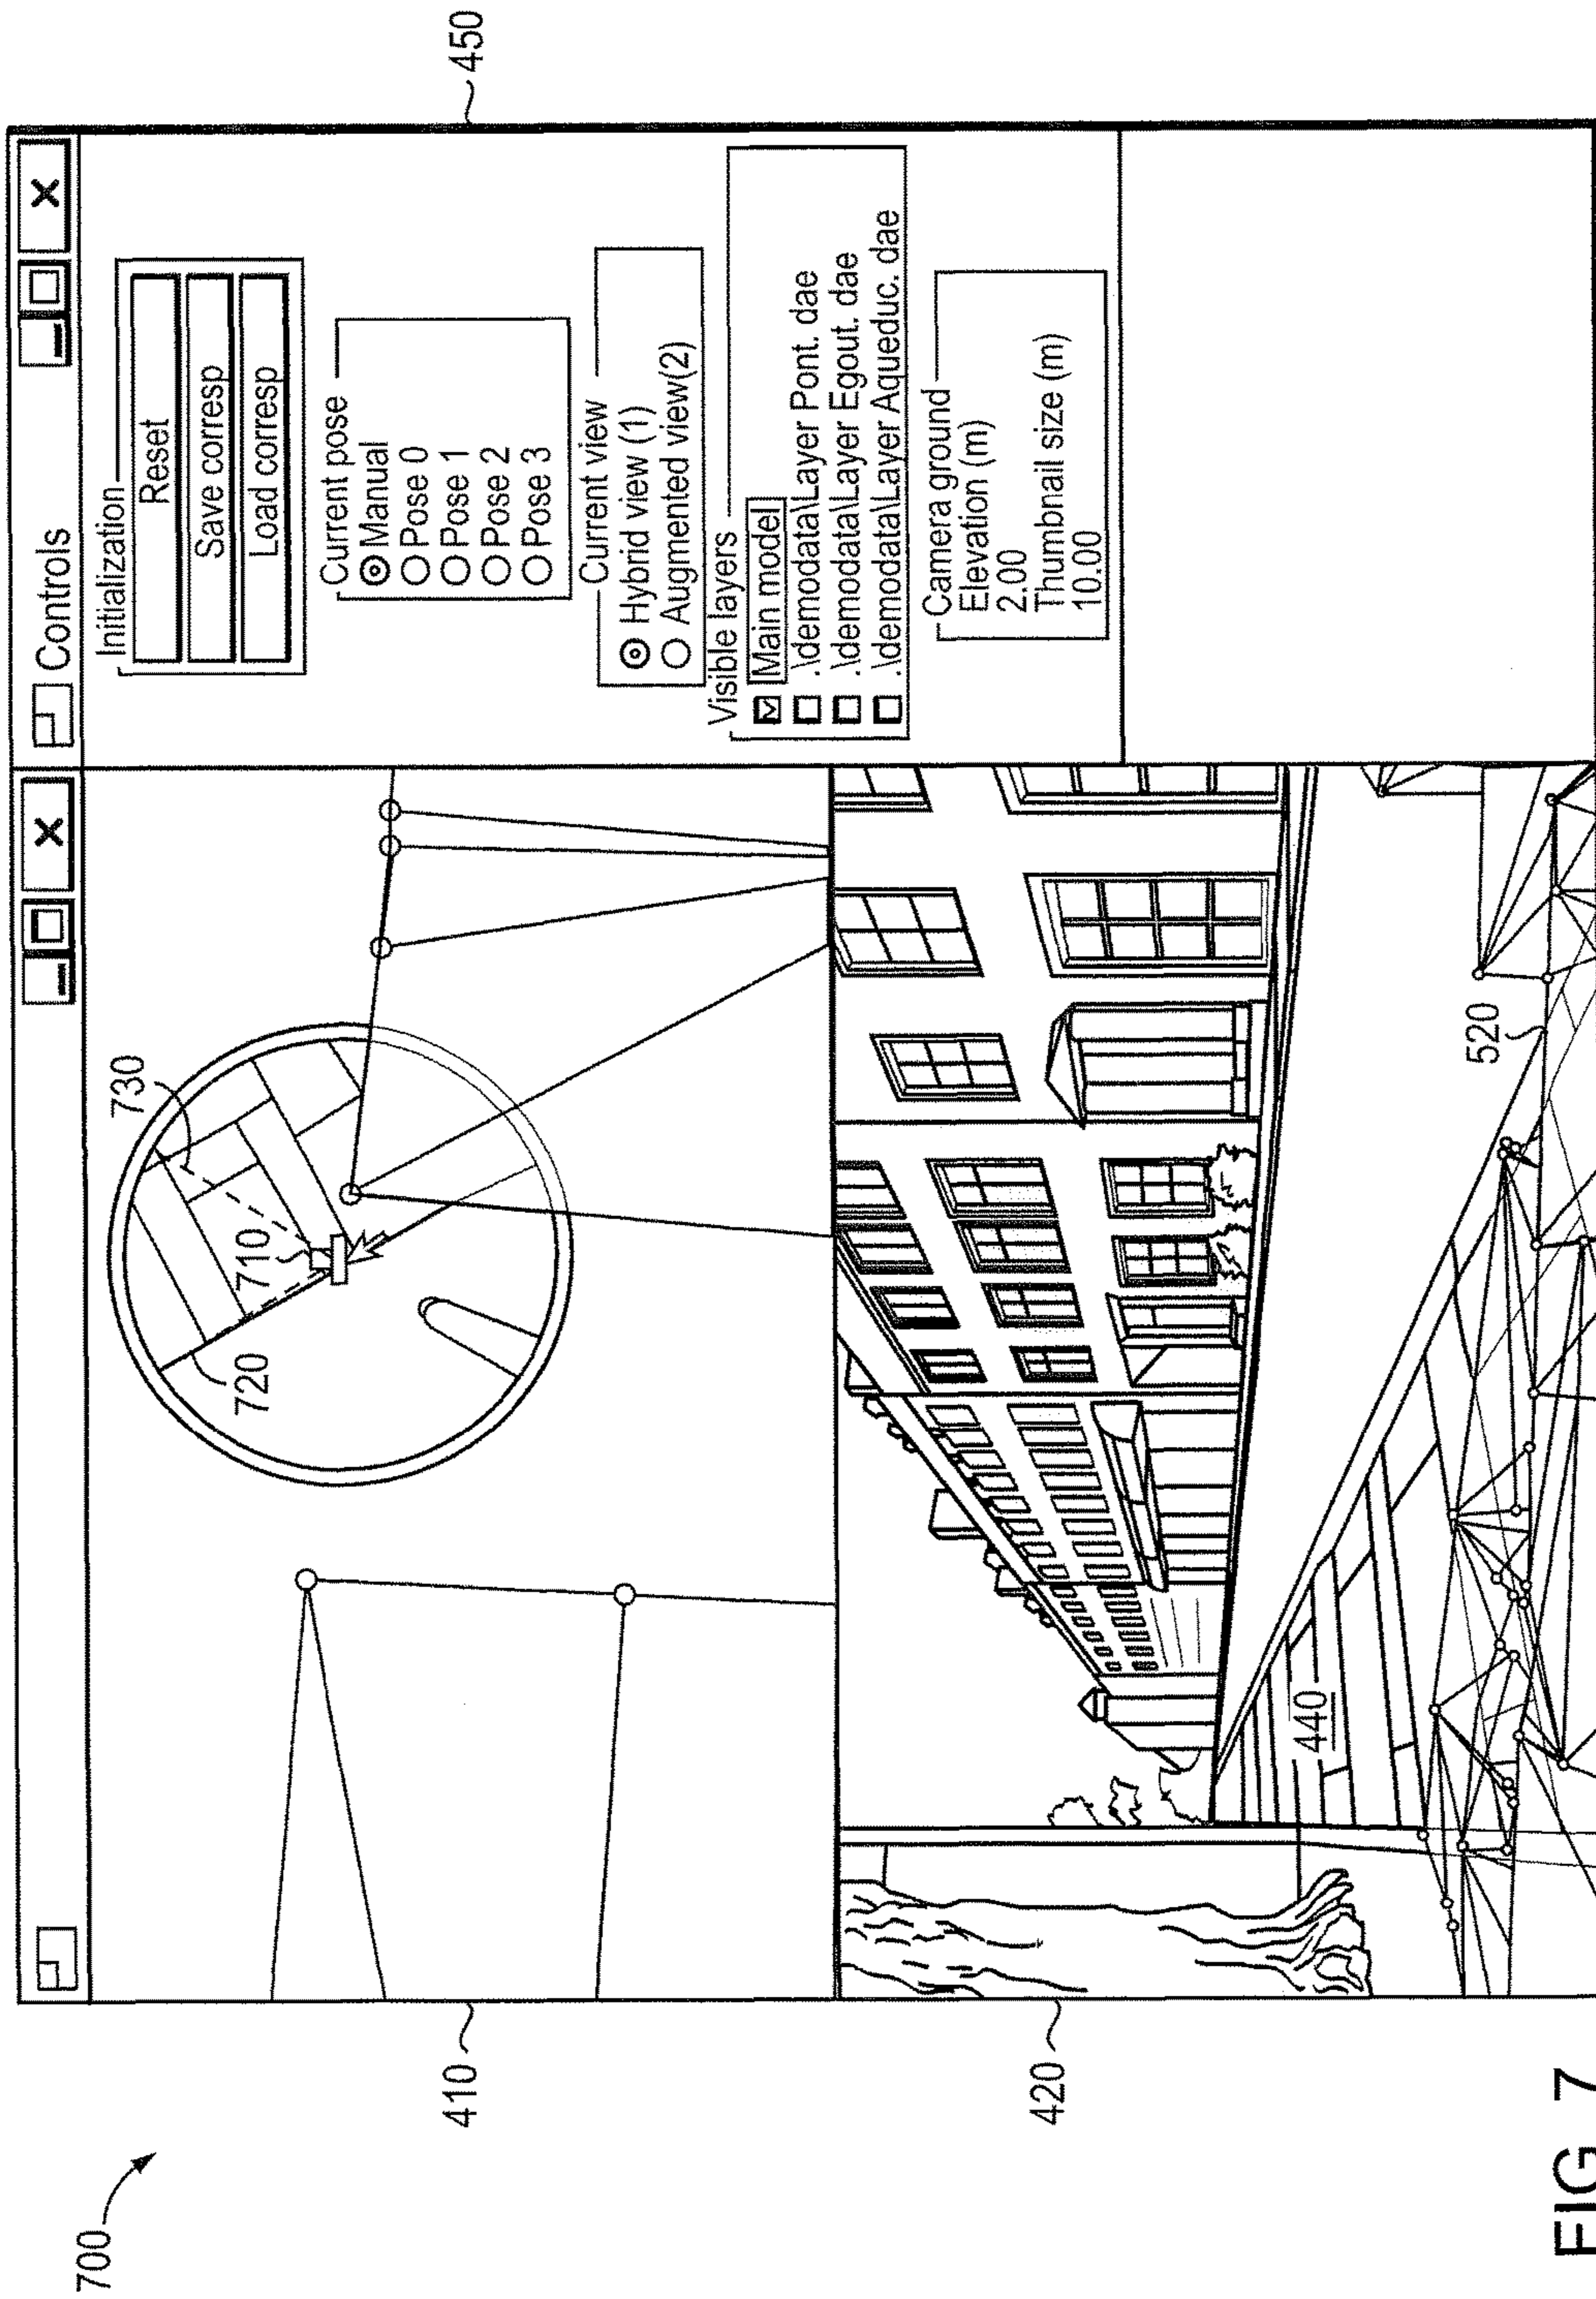 700
Controls
Initialization
Reset
Save corresp
Load corresp
Current pose
Manual
Pose 0
Pose 1
Pose 2
Pose 3
Current view
Hybrid view (1)
Augmented view(2)
Visible layers
Main model
.\demodata\Layer Pont. dae
.\demodata\Layer Egout. dae
.\demodata\Layer Aqueduc. dae
Camera ground
Elevation (m)
2.00
Thumbnail size (m)
10.00
450
410
720
710
730
420
440
520
FIG 7